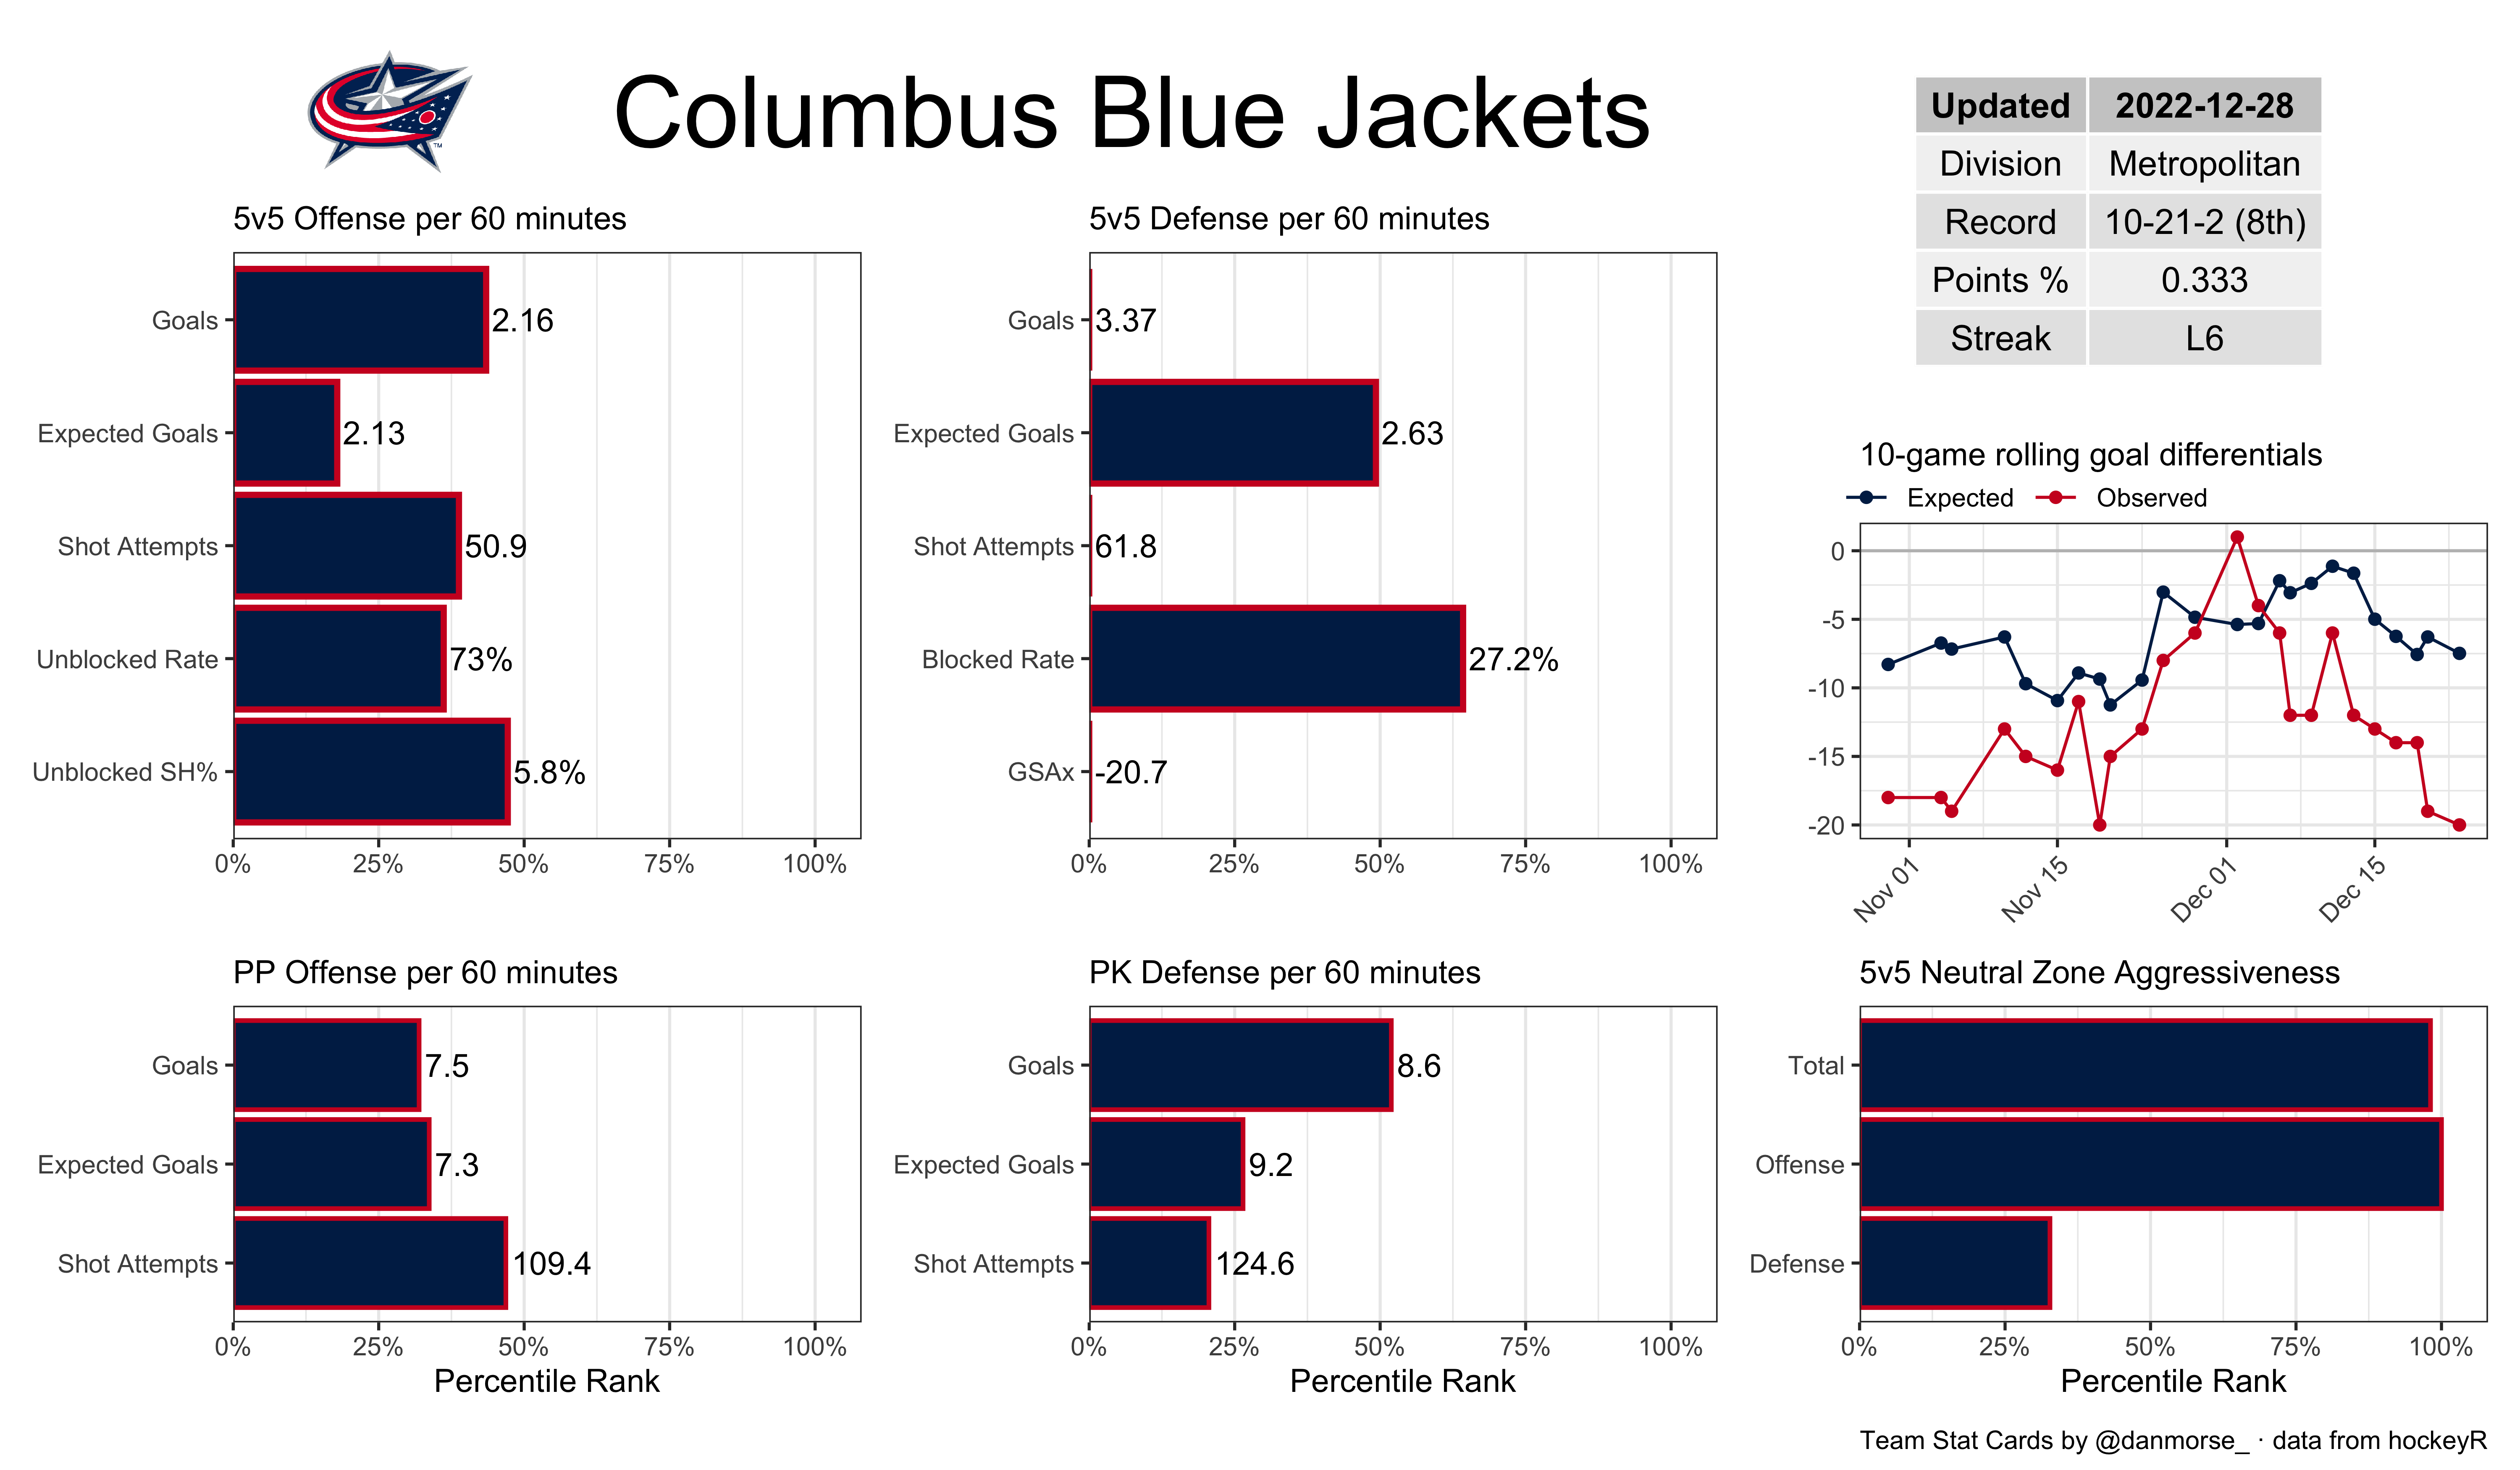 Columbus Blue Jackets
Updated 2022-12-28
Division Metropolitan
Record 10-21-2 (8th)
Points % 0.333
Streak L6
5v5 Offense per 60 minutes
Goals 2.16
Expected Goals 2.13
Shot Attempts 50.9
Unblocked Rate 73%
Unblocked SH% 5.8%
0% 25% 50% 75% 100%
5v5 Defense per 60 minutes
Goals 3.37
Expected Goals 2.63
Shot Attempts 61.8
Blocked Rate 27.2%
GSAx -20.7
0% 25% 50% 75% 100%
10-game rolling goal differentials
Expected Observed
0
-5
-10
-15
-20
Nov 01 Nov 15 Dec 01 Dec 15
PP Offense per 60 minutes
Goals 7.5
Expected Goals 7.3
Shot Attempts 109.4
0% 25% 50% 75% 100%
Percentile Rank
PK Defense per 60 minutes
Goals 8.6
Expected Goals 9.2
Shot Attempts 124.6
0% 25% 50% 75% 100%
Percentile Rank
5v5 Neutral Zone Aggressiveness
Total
Offense
Defense
0% 25% 50% 75% 100%
Percentile Rank
Team Stat Cards by @danmorse_ · data from hockeyR
TM